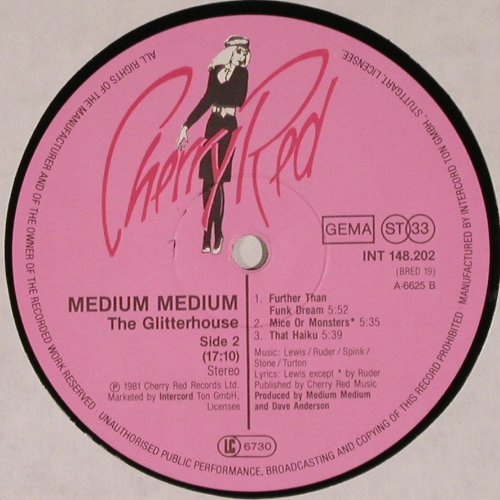 ALL RIGHTS OF THE MANUFACTURER AND OF THE OWNER OF THE RECORDED WORK RESERVED. UNAUTHORISED PUBLIC PERFORMANCE, BROADCASTING AND COPYING OF THIS RECORD PROHIBITED. MANUFACTURED BY INTERCORD TON GMBH, STUTTGART, LICENSEE.
Cherry Red
GEMA ST 33
INT 148.202
(BRED 19)
A-6625 B
MEDIUM MEDIUM
The Glitterhouse
Side 2
(17:10)
Stereo
℗ 1981 Cherry Red Records Ltd.
Marketed by Intercord Ton GmbH,
Licensee
1. Further Than
Funk Dream 5:52
2. Mice Or Monsters* 5:35
3. That Haiku 5:39
Music: Lewis / Ruder / Spink /
Stone / Turton
Lyrics: Lewis except * by Ruder
Published by Cherry Red Music
Produced by Medium Medium
and Dave Anderson
LC 6730